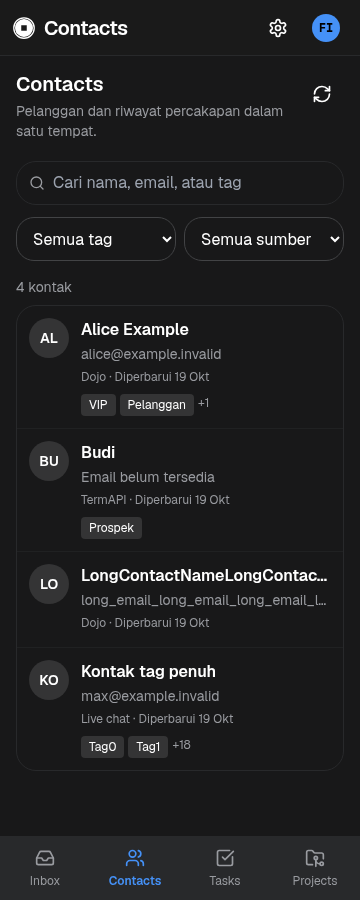 Contacts
FI
Contacts
Pelanggan dan riwayat percakapan dalam
satu tempat.
Cari nama, email, atau tag
Semua tag
Semua sumber
4 kontak
AL
Alice Example
alice@example.invalid
Dojo · Diperbarui 19 Okt
VIP
Pelanggan
+1
BU
Budi
Email belum tersedia
TermAPI · Diperbarui 19 Okt
Prospek
LO
LongContactNameLongContac...
long_email_long_email_long_email_l...
Dojo · Diperbarui 19 Okt
KO
Kontak tag penuh
max@example.invalid
Live chat · Diperbarui 19 Okt
Tag0
Tag1
+18
Inbox
Contacts
Tasks
Projects